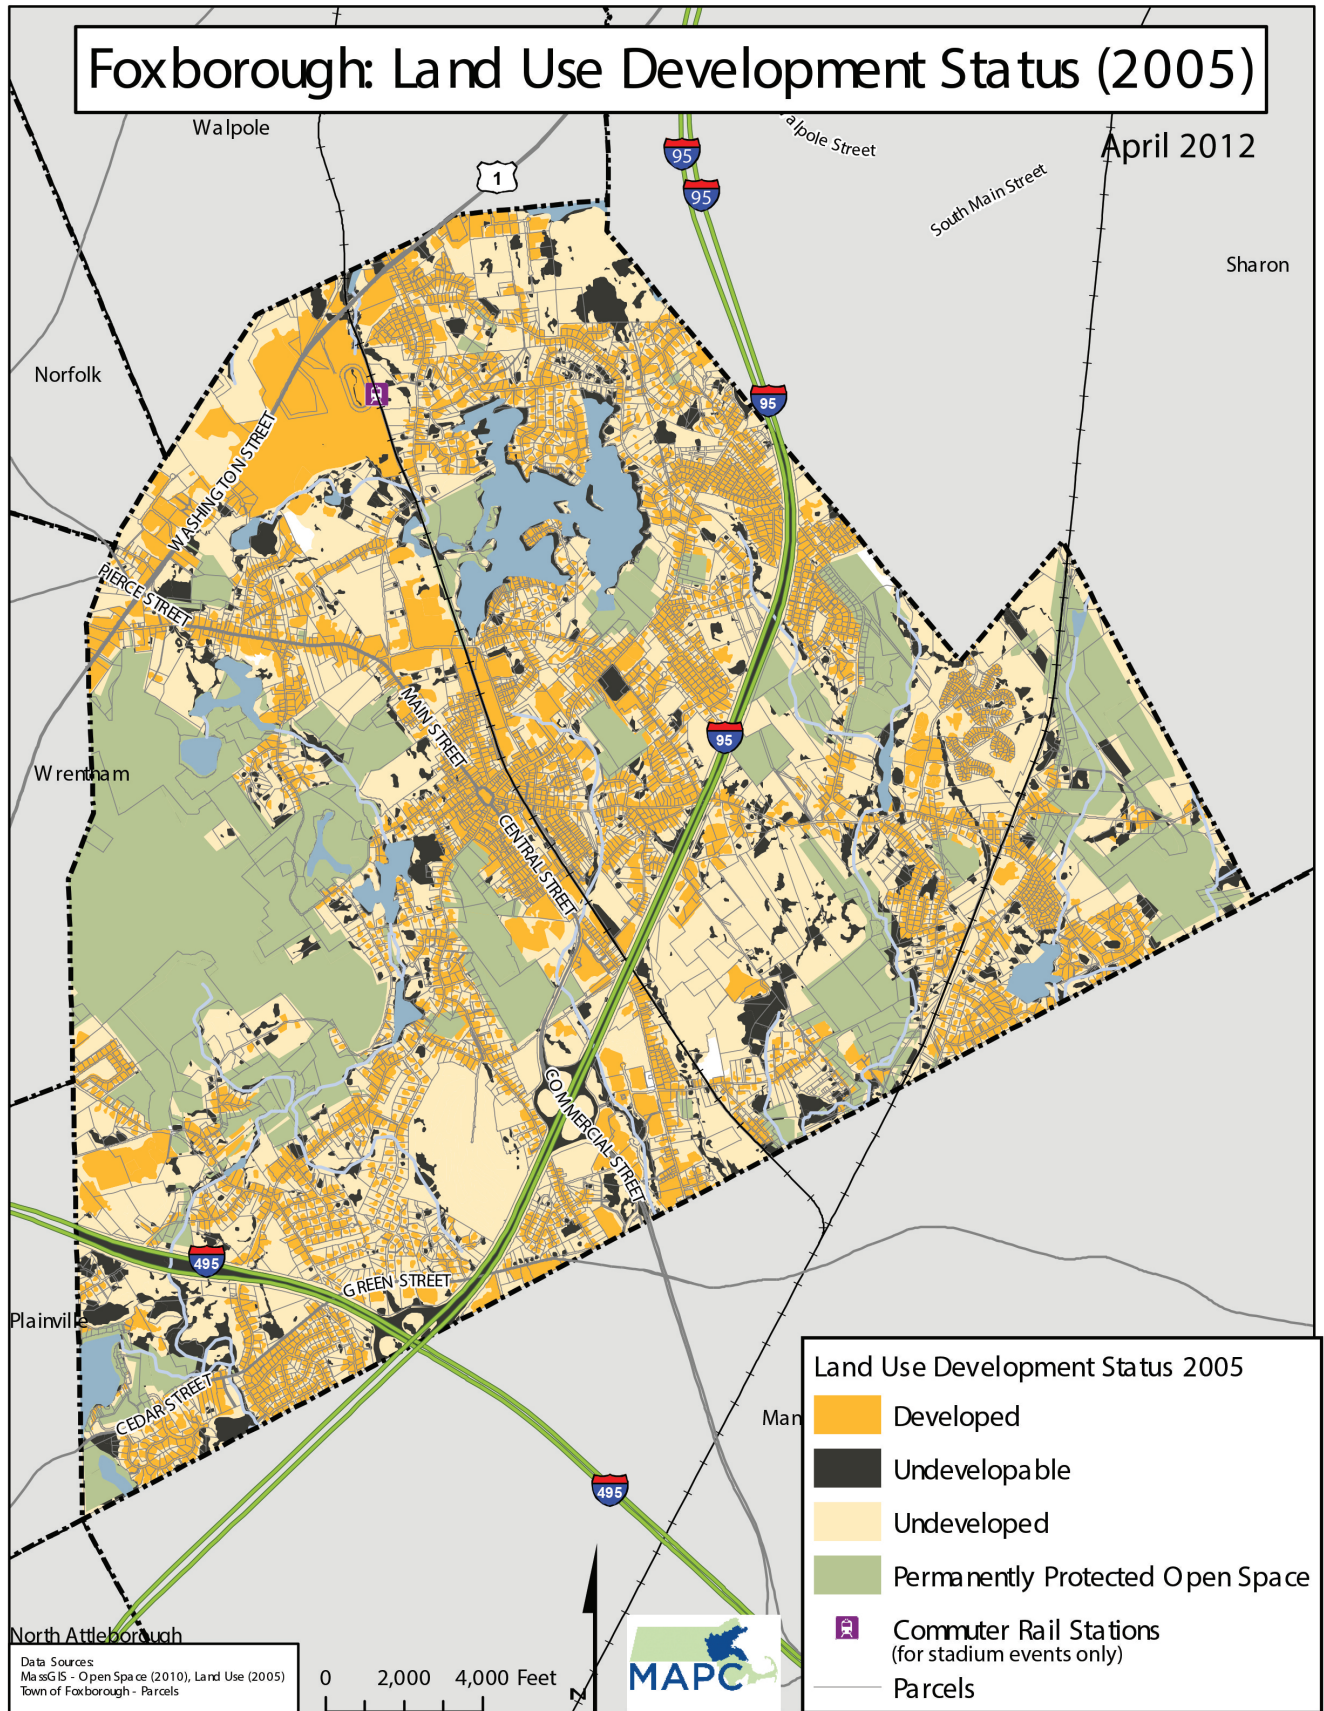 Foxborough: Land Use Development Status (2005)
April 2012
Walpole
1
95
95
alpole Street
South Main Street
Sharon
Norfolk
95
WASHINGTON STREET
PIERCE STREET
MAIN STREET
95
Wrentham
CENTRAL STREET
COMMERCIAL STREET
495
GREEN STREET
Plainville
CEDAR STREET
Man
495
North Attleborough
Land Use Development Status 2005
Developed
Undevelopable
Undeveloped
Permanently Protected Open Space
Commuter Rail Stations
(for stadium events only)
Parcels
Data Sources:
MassGIS - Open Space (2010), Land Use (2005)
Town of Foxborough - Parcels
0 2,000 4,000 Feet
N
MAPC